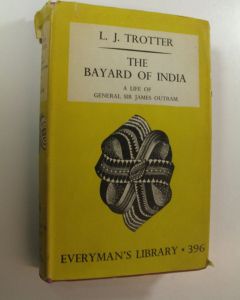 L. J. TROTTER
THE
BAYARD OF INDIA
A LIFE OF
GENERAL SIR JAMES OUTRAM
EVERYMAN'S LIBRARY · 396